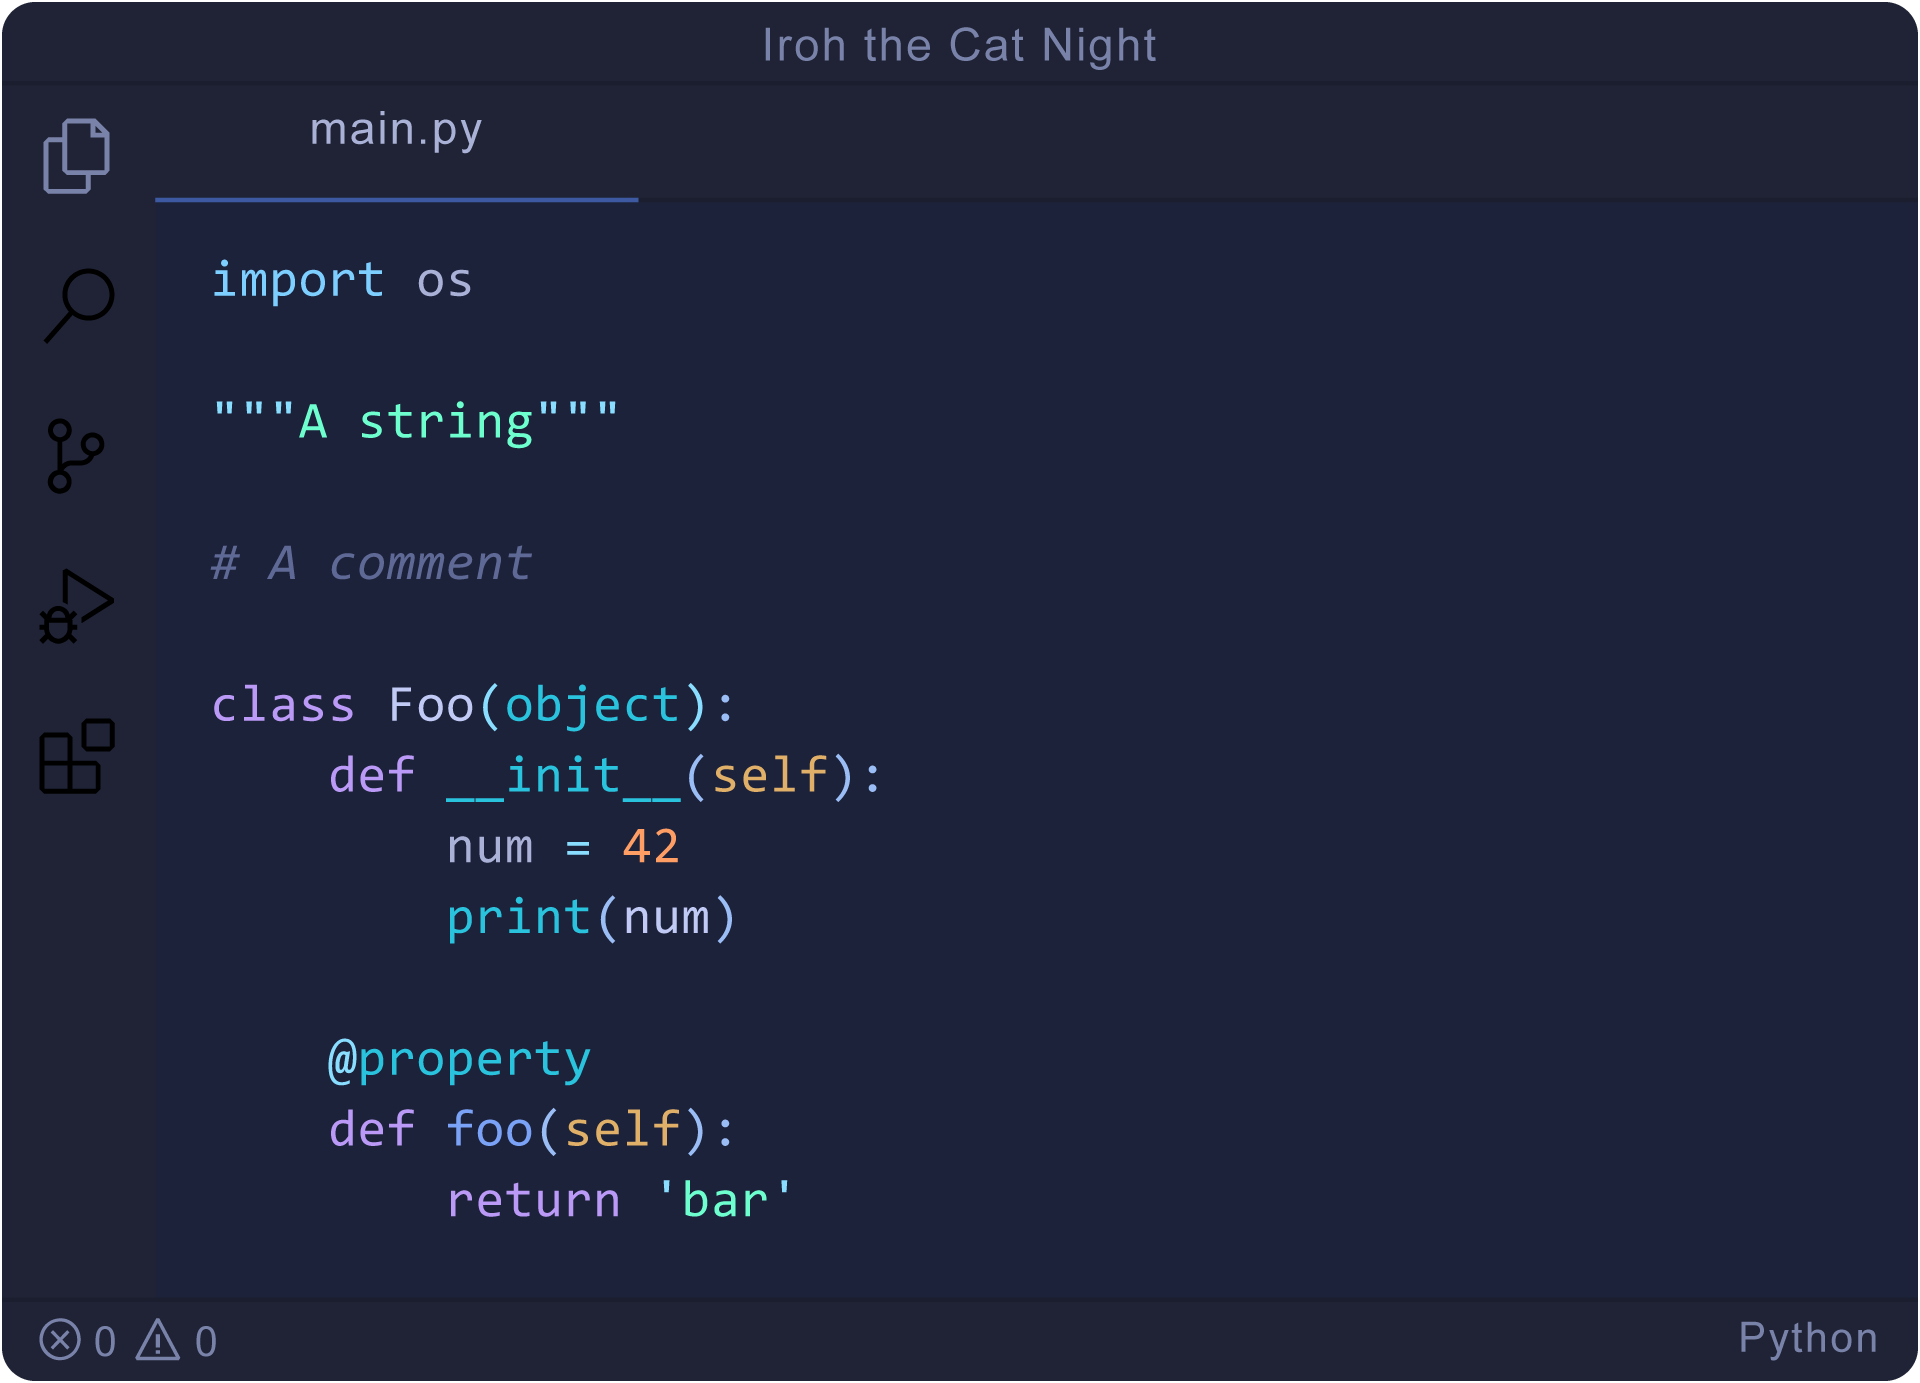 Iroh the Cat Night
main.py
import os
"""A string"""
# A comment
class Foo(object):
    def __init__(self):
        num = 42
        print(num)
    @property
    def foo(self):
        return 'bar'
0 0
Python